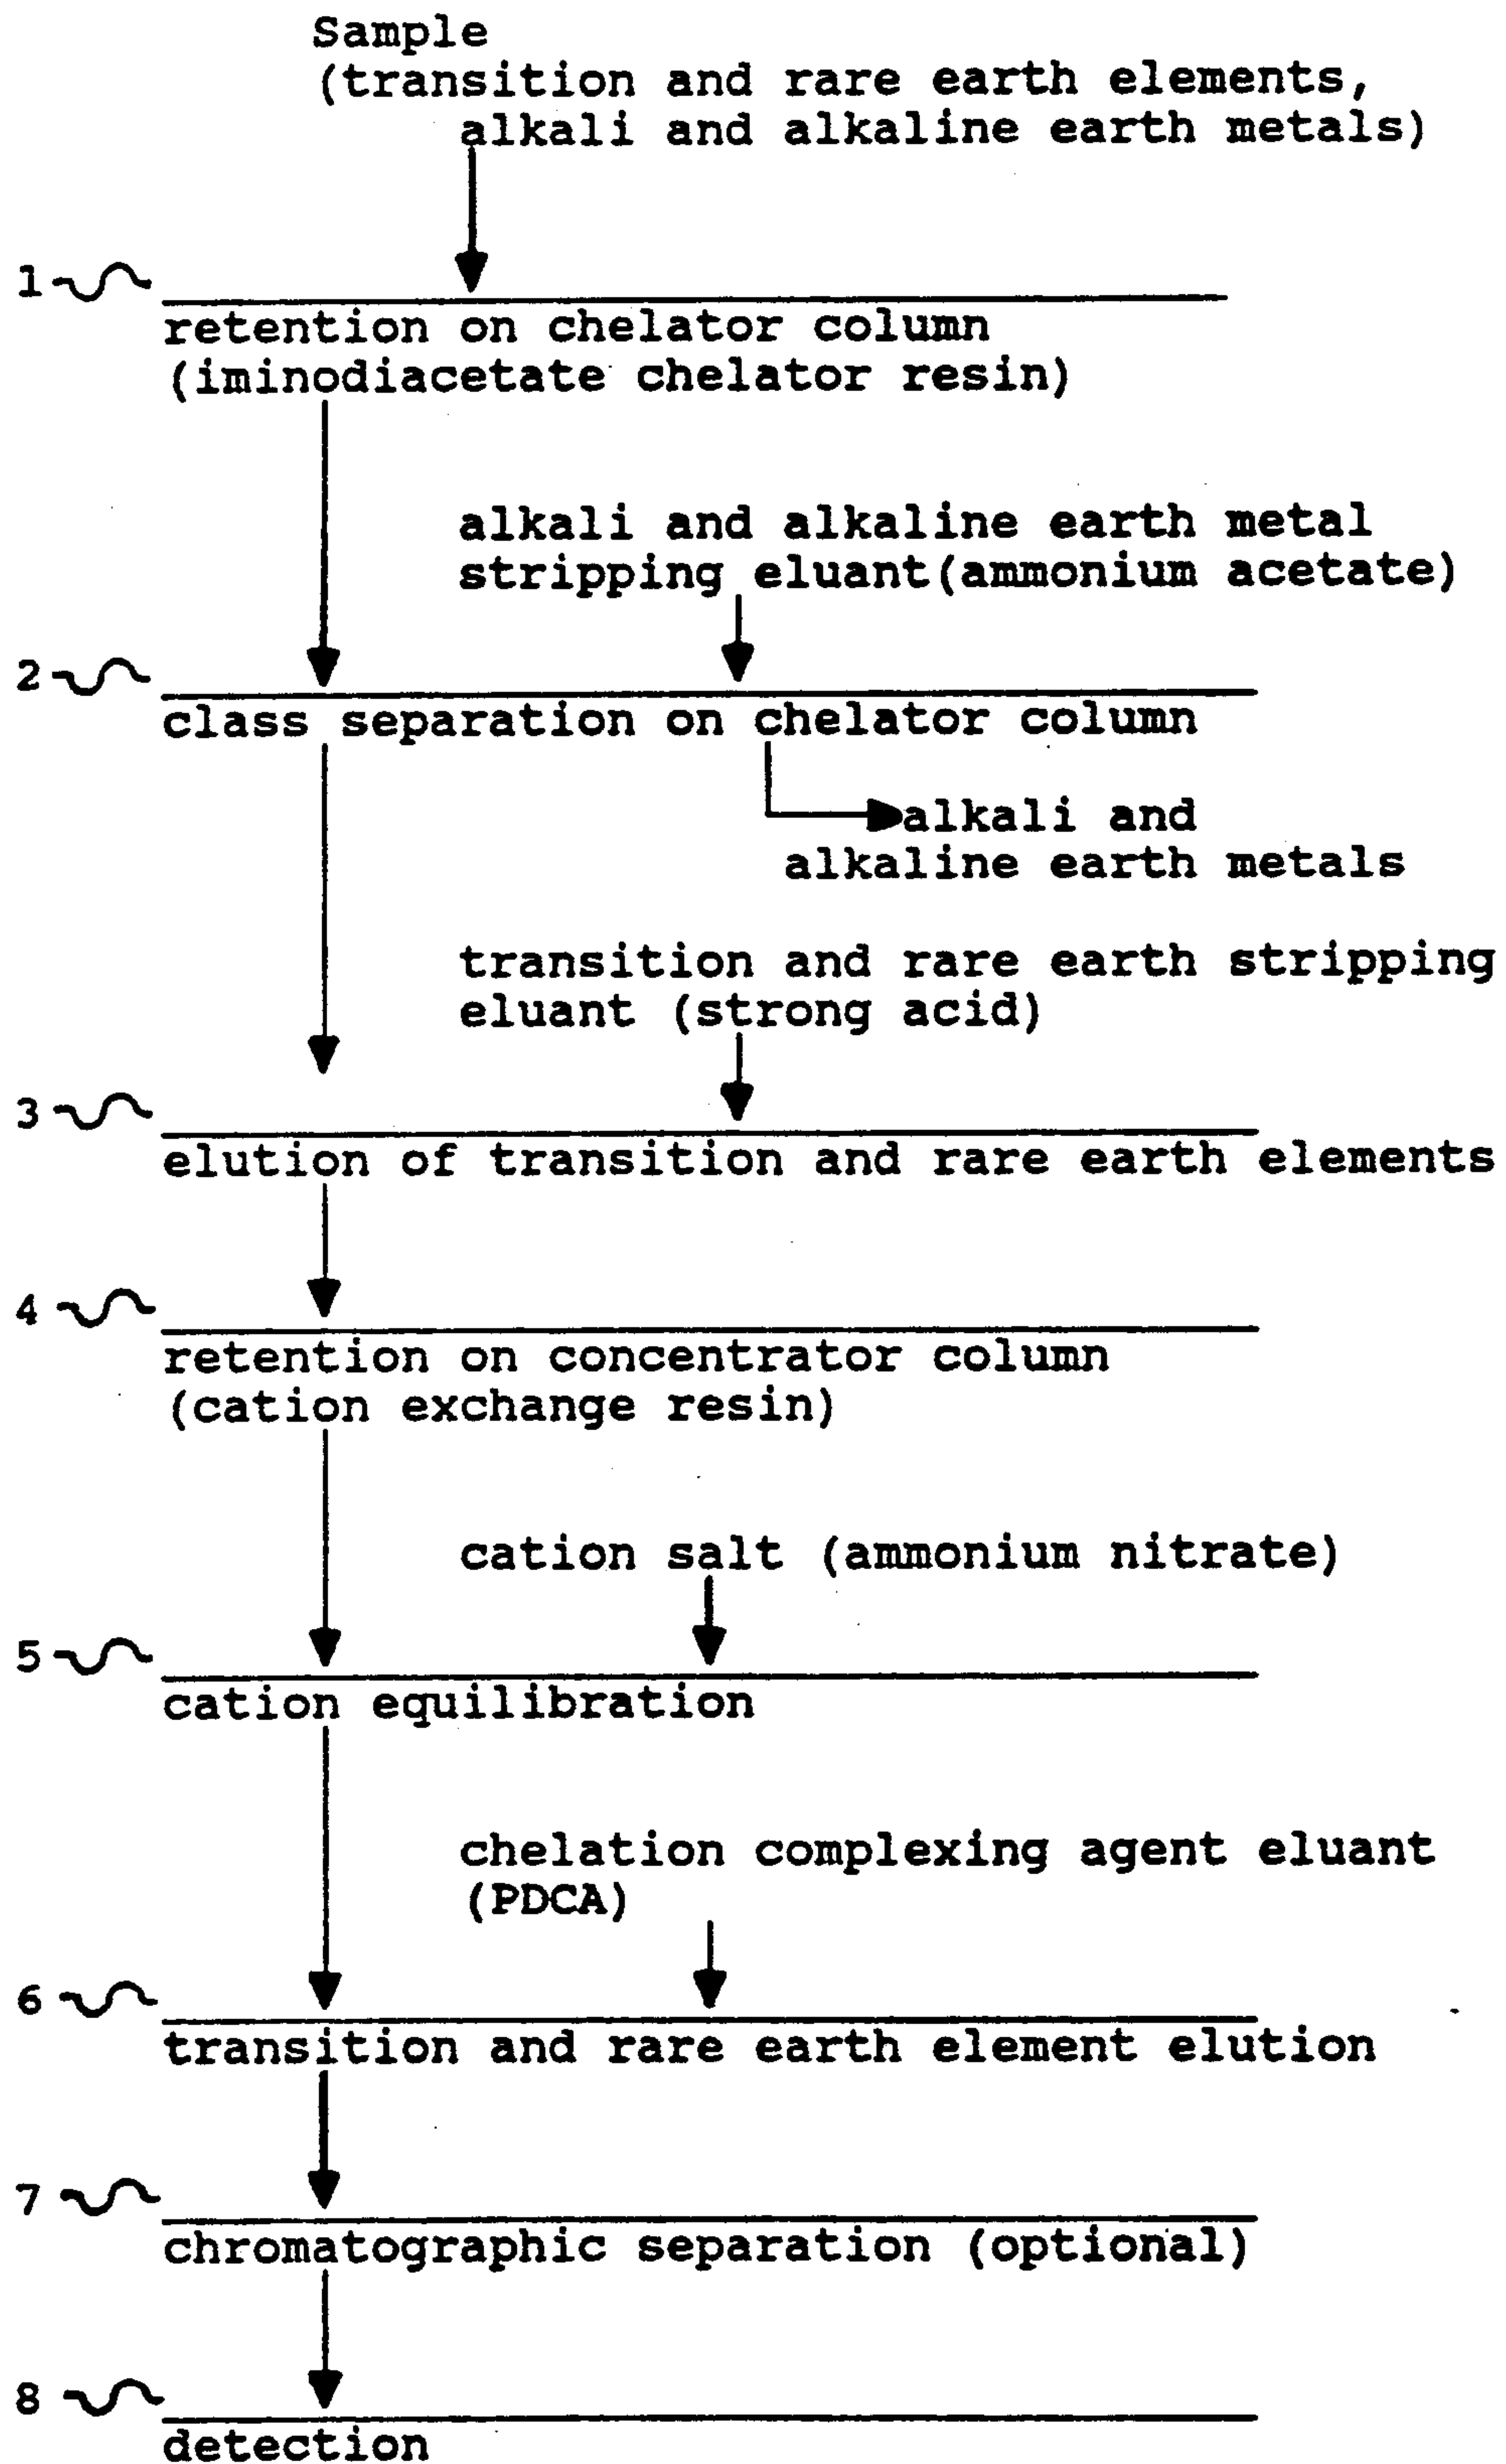 Sample
(transition and rare earth elements,
alkali and alkaline earth metals)
1
retention on chelator column
(iminodiacetate chelator resin)
alkali and alkaline earth metal
stripping eluant(ammonium acetate)
2
class separation on chelator column
alkali and
alkaline earth metals
transition and rare earth stripping
eluant (strong acid)
3
elution of transition and rare earth elements
4
retention on concentrator column
(cation exchange resin)
cation salt (ammonium nitrate)
5
cation equilibration
chelation complexing agent eluant
(PDCA)
6
transition and rare earth element elution
7
chromatographic separation (optional)
8
detection